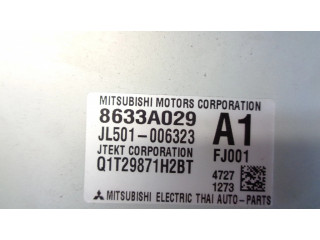 MITSUBISHI MOTORS CORPORATION
8633A029
JL501-006323
A1
JTEKT CORPORATION
FJ001
Q1T29871H2BT
4727
1273
MITSUBISHI ELECTRIC THAI AUTO-PARTS